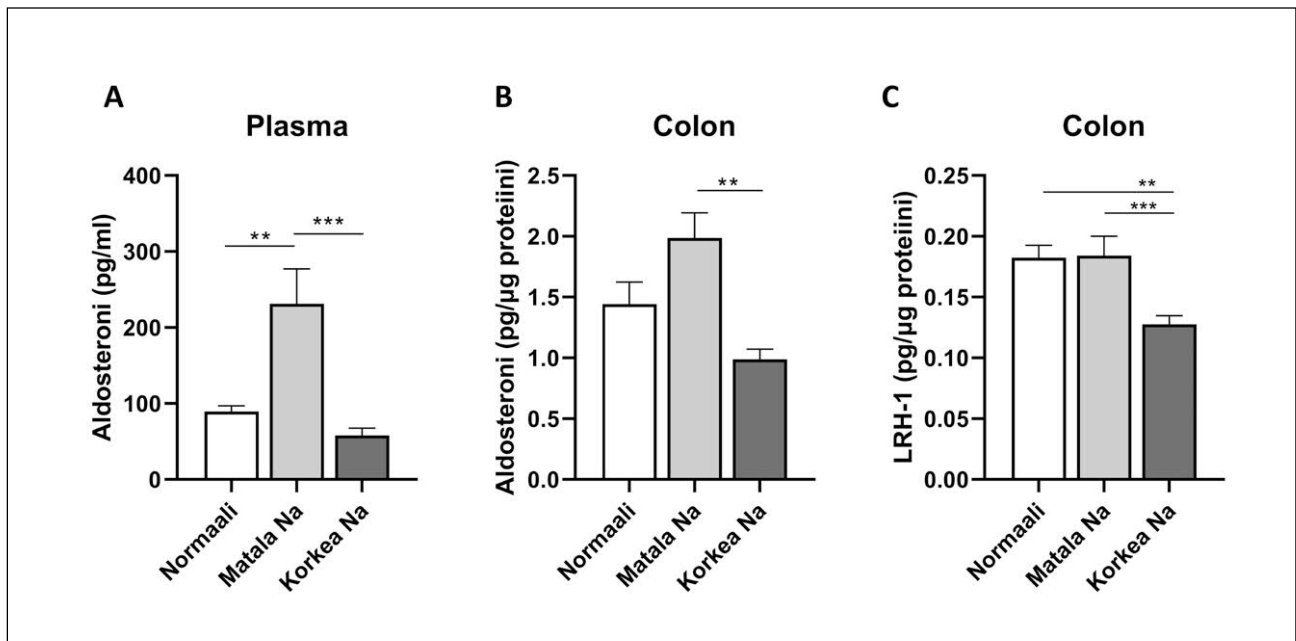 A
Plasma
Aldosteroni (pg/ml)
400
300
200
100
0
**
***
Normaali
Matala Na
Korkea Na
B
Colon
Aldosteroni (pg/µg proteiini)
2.5
2.0
1.5
1.0
0.5
0.0
**
Normaali
Matala Na
Korkea Na
C
Colon
LRH-1 (pg/µg proteiini)
0.25
0.20
0.15
0.10
0.05
0.00
**
***
Normaali
Matala Na
Korkea Na